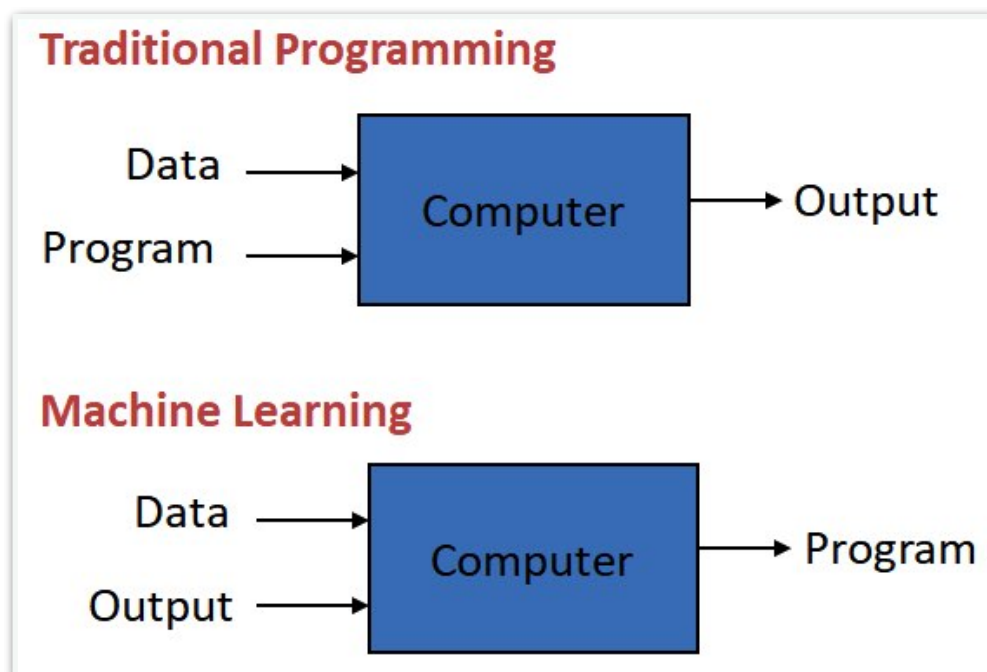 Traditional Programming
Data
Program
Computer
Output
Machine Learning
Data
Output
Computer
Program